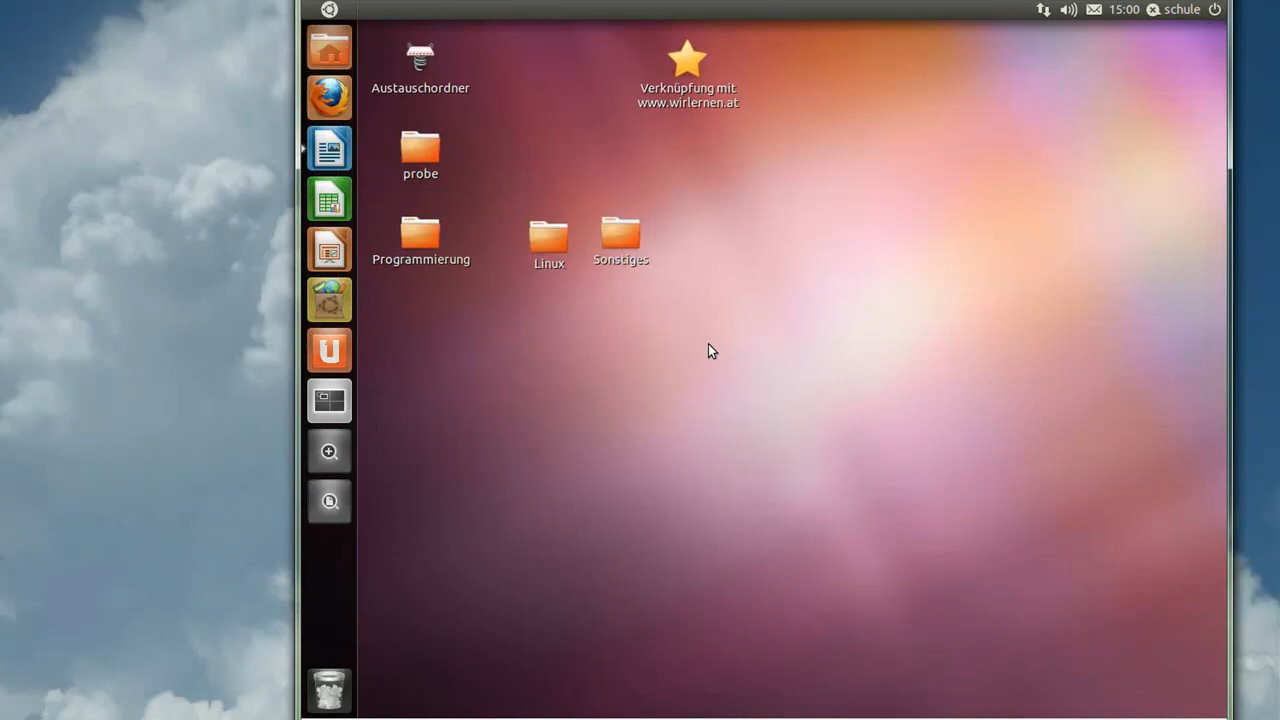 15:00 schule
Austauschordner
Verknüpfung mit
www.wirlernen.at
probe
Programmierung
Linux
Sonstiges